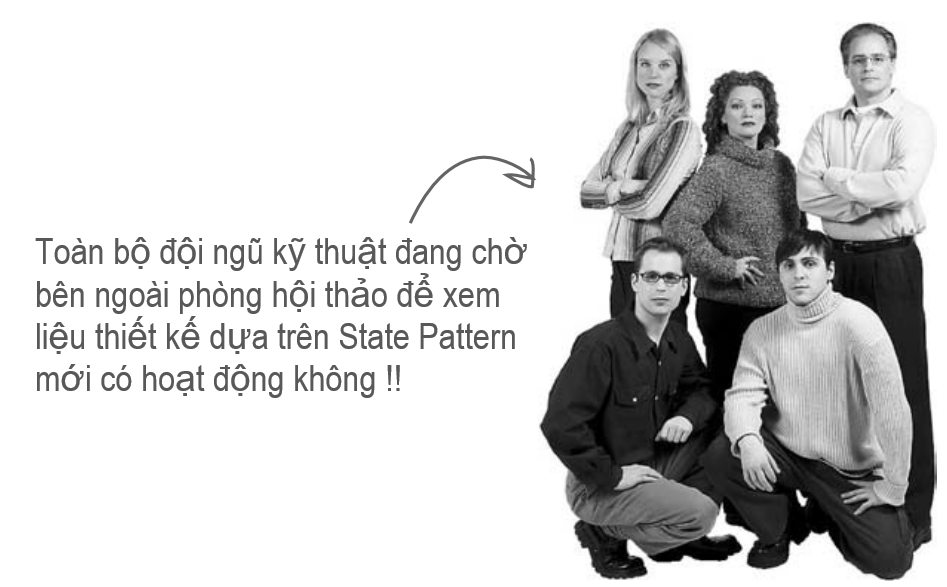 Toàn bộ đội ngũ kỹ thuật đang chờ
bên ngoài phòng hội thảo để xem
liệu thiết kế dựa trên State Pattern
mới có hoạt động không !!